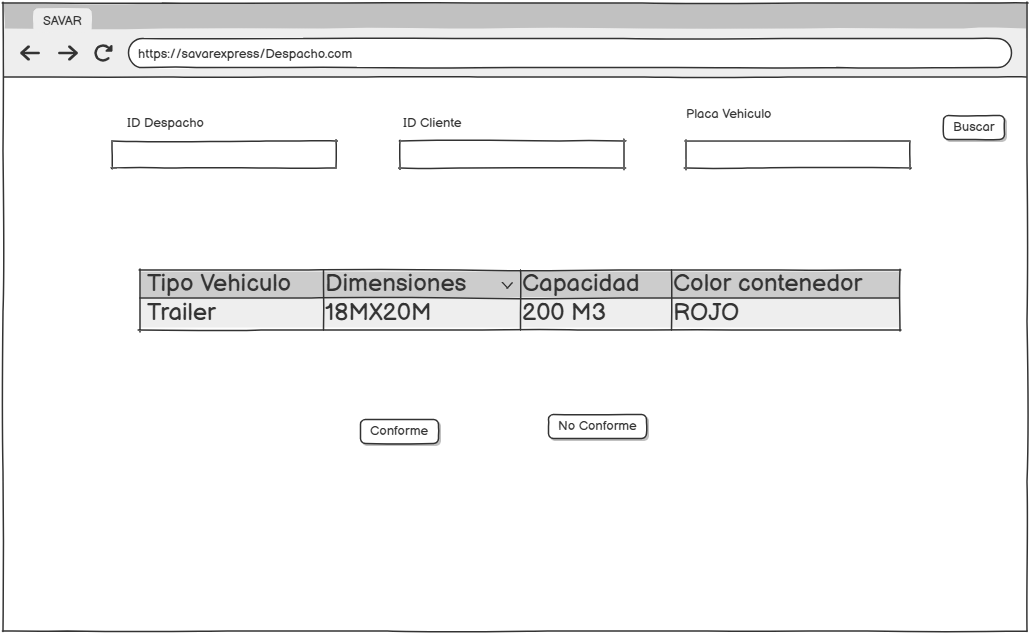 SAVAR
https://savarexpress/Despacho.com
ID Despacho
ID Cliente
Placa Vehiculo
Buscar
Tipo Vehiculo Dimensiones Capacidad Color contenedor
Trailer 18MX20M 200 M3 ROJO
Conforme
No Conforme